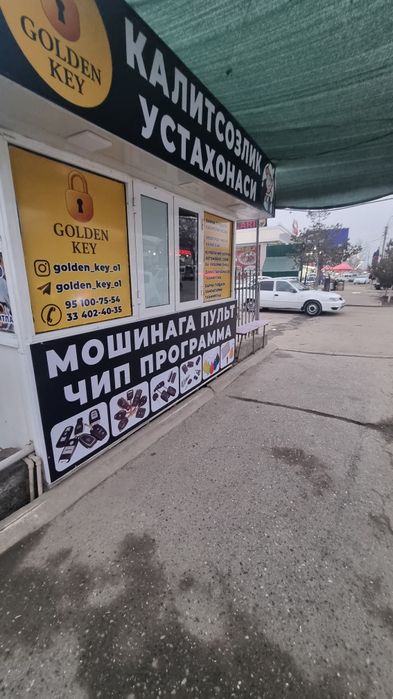 GOLDEN
KEY
КАЛИТСОЗЛИК
УСТАХОНАСИ
GOLDEN
KEY
golden_key_01
golden_key_01
95 100-75-54
33 402-40-35
МОШИНАГА ПУЛЬТ
ЧИП ПРОГРАММА